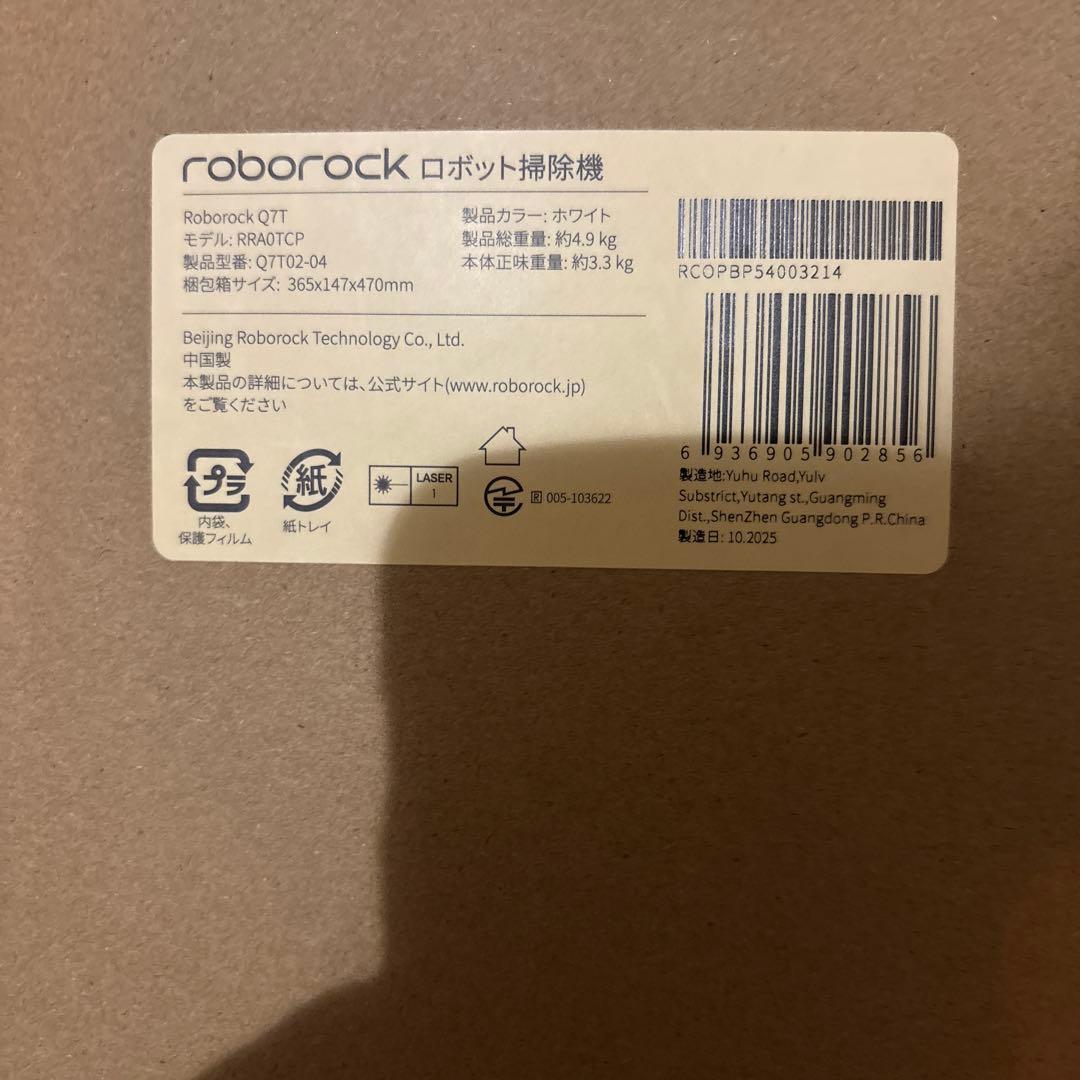 roborock ロボット掃除機
Roborock Q7T
モデル: RRA0TCP
製品型番: Q7T02-04
梱包箱サイズ: 365x147x470mm
製品カラー: ホワイト
製品総重量: 約4.9 kg
本体正味重量: 約3.3 kg
Beijing Roborock Technology Co., Ltd.
中国製
本製品の詳細については、公式サイト(www.roborock.jp)
をご覧ください
プラ
内袋、
保護フィルム
紙
紙トレイ
LASER
1
R 005-103622
RCOPBP54003214
6 936905 902856
製造地:Yuhu Road,Yulv
Substrict,Yutang st.,Guangming
Dist.,ShenZhen Guangdong P.R.China
製造日: 10.2025